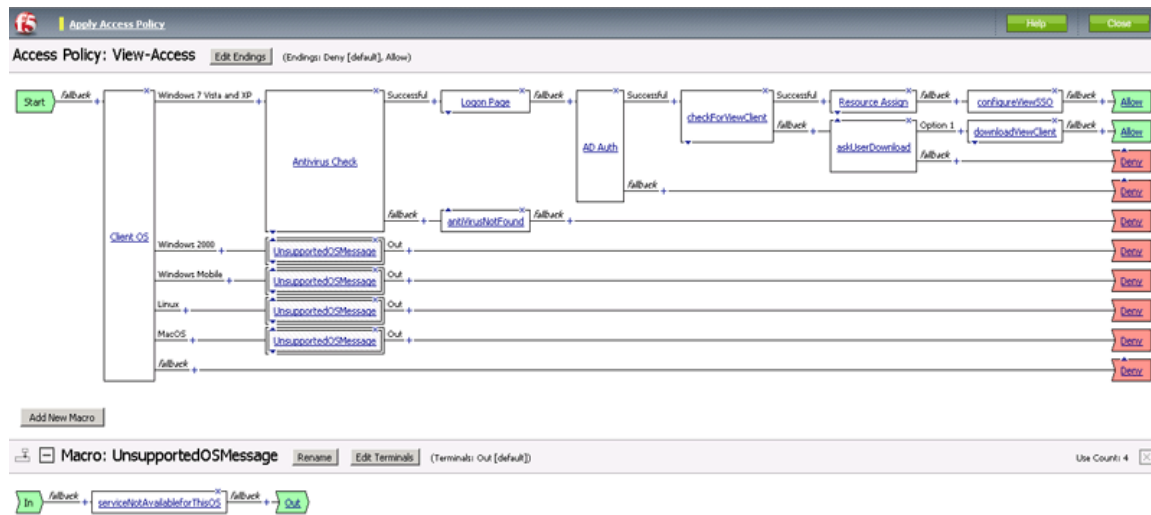 f5 Apply Access Policy Help Close
Access Policy: View-Access Edit Endings (Endings: Deny [default], Allow)
Start fallback + Windows 7 Vista and XP + Successful + Logon Page fallback + Successful + Successful + Resource Assign fallback + configureViewSSO fallback + Allow
checkForViewClient
fallback + Option 1 + downloadViewClient fallback + Allow
AD Auth askUserDownload
Antivirus Check fallback + Deny
fallback + Deny
fallback + antiVirusNotFound fallback + Deny
Client OS
Windows 2000 + UnsupportedOSMessage Out + Deny
Windows Mobile + UnsupportedOSMessage Out + Deny
Linux + UnsupportedOSMessage Out + Deny
MacOS + UnsupportedOSMessage Out + Deny
fallback + Deny
Add New Macro
Macro: UnsupportedOSMessage Rename Edit Terminals (Terminals: Out [default]) Use Count: 4
In fallback + serviceNotAvailableforThisOS fallback + Out